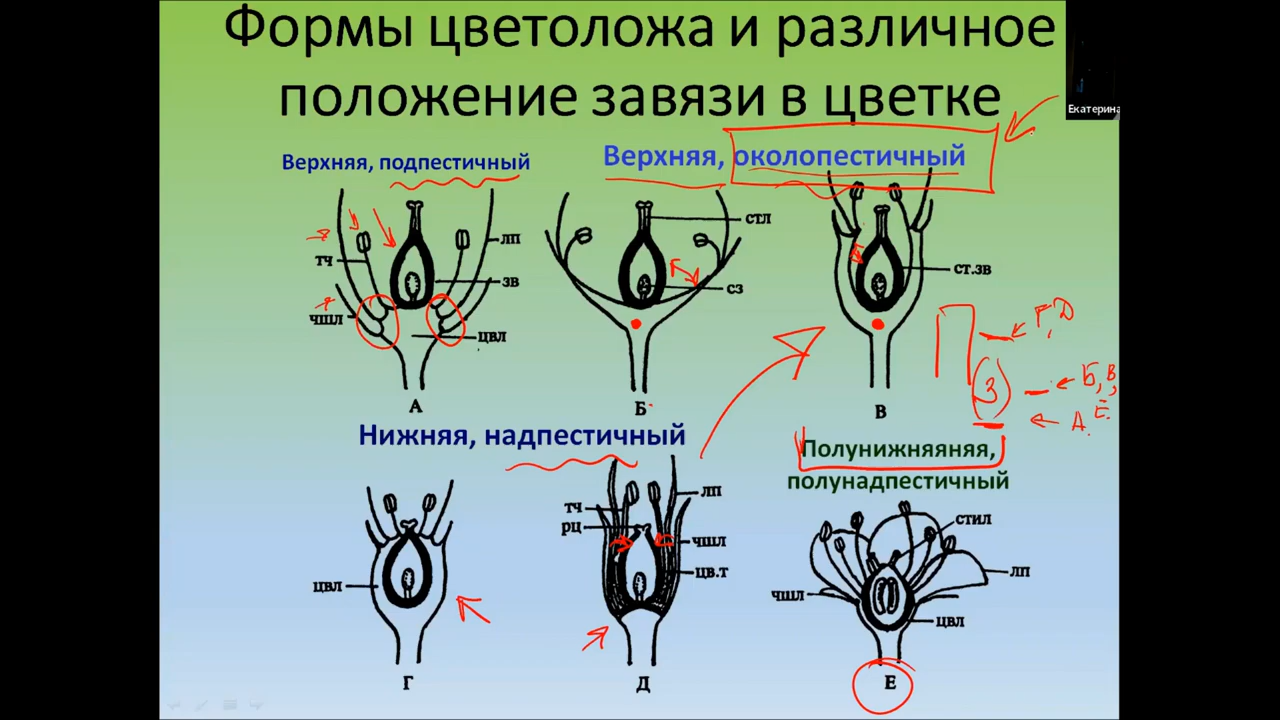 Формы цветоложа и различное
положение завязи в цветке
Екатерина
Верхняя, подпестичный
Верхняя, околопестичный
ТЧ
ЧШЛ
ЛП
ЗВ
ЦВЛ
А
СТЛ
СЗ
Б
СТ.ЗВ
В
Г, Д
З
Б, В,
Е.
А.
Нижняя, надпестичный
Полунижняяняя,
полунадпестичный
ЦВЛ
Г
ТЧ
РЦ
ЛП
ЧШЛ
ЦВ.Т
Д
СТИЛ
ЛП
ЧШЛ
ЦВЛ
Е